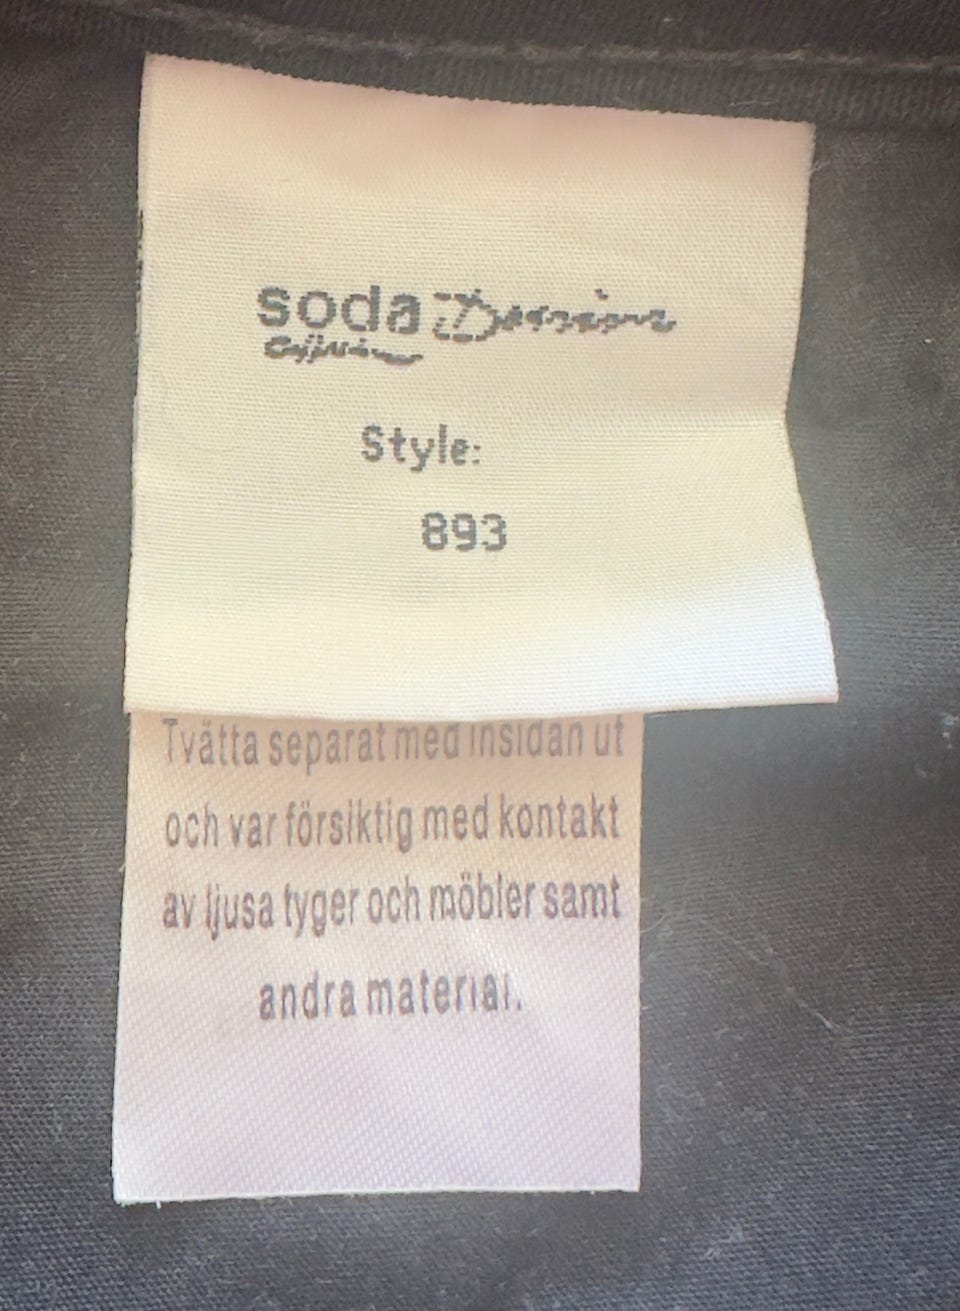 soda
Style:
893
Tvätta separat med insidan ut
och var försiktig med kontakt
av ljusa tyger och möbler samt
andra material.